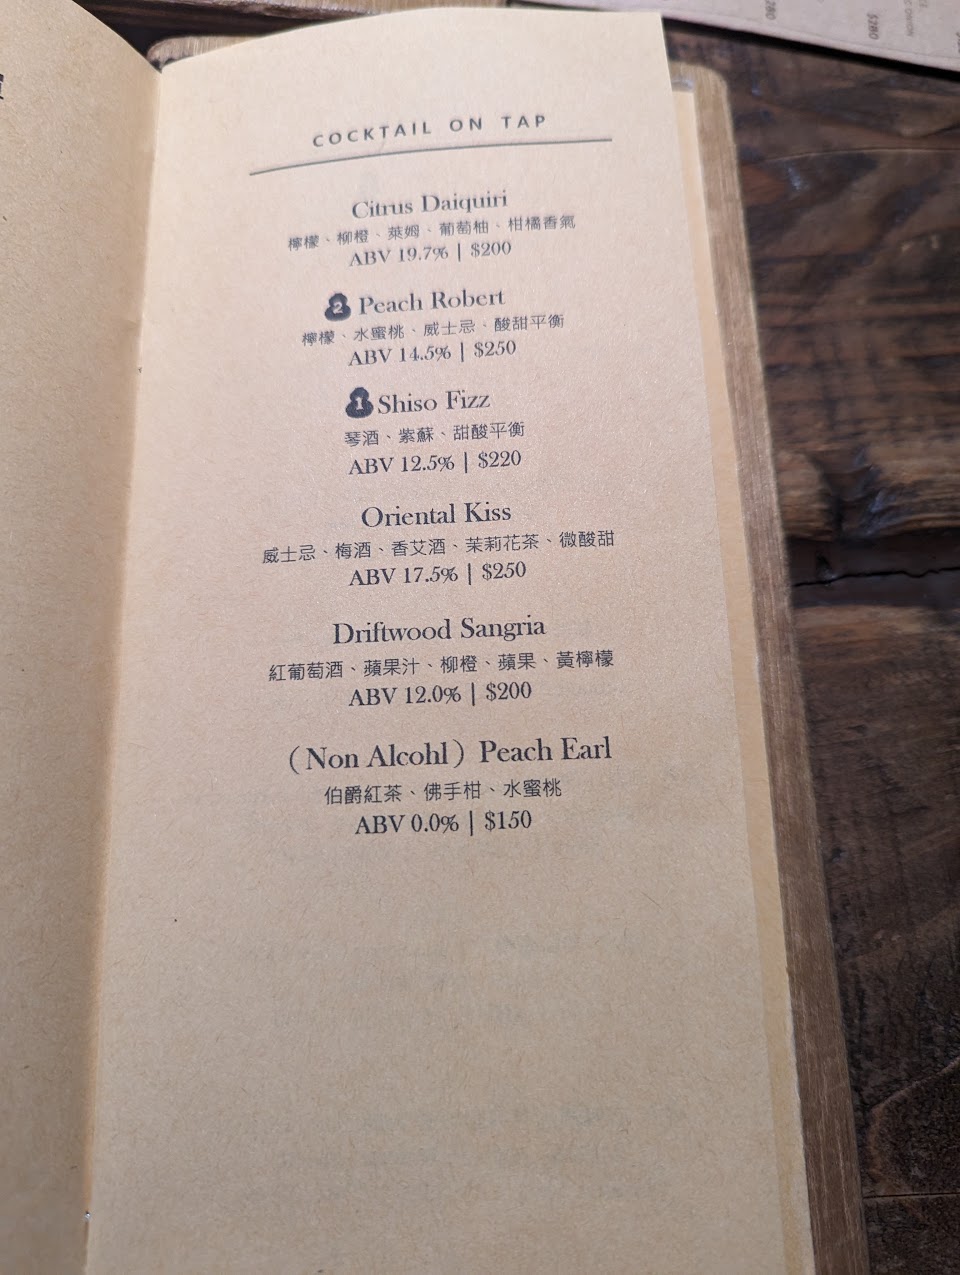 COCKTAIL ON TAP
Citrus Daiquiri
檸檬、柳橙、萊姆、葡萄柚、柑橘香氣
ABV 19.7% | $200
2 Peach Robert
檸檬、水蜜桃、威士忌、酸甜平衡
ABV 14.5% | $250
1 Shiso Fizz
琴酒、紫蘇、甜酸平衡
ABV 12.5% | $220
Oriental Kiss
威士忌、梅酒、香艾酒、茉莉花茶、微酸甜
ABV 17.5% | $250
Driftwood Sangria
紅葡萄酒、蘋果汁、柳橙、蘋果、黃檸檬
ABV 12.0% | $200
（Non Alcohl）Peach Earl
伯爵紅茶、佛手柑、水蜜桃
ABV 0.0% | $150
$280